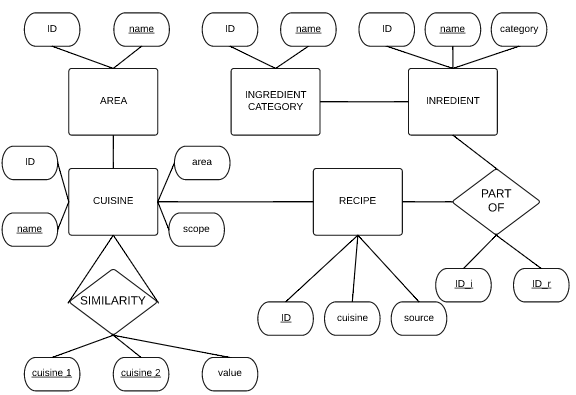 ID
name
ID
name
ID
name
category
AREA
INGREDIENT
CATEGORY
INREDIENT
ID
area
CUISINE
RECIPE
PART
OF
name
scope
ID_i
ID_r
SIMILARITY
ID
cuisine
source
cuisine 1
cuisine 2
value